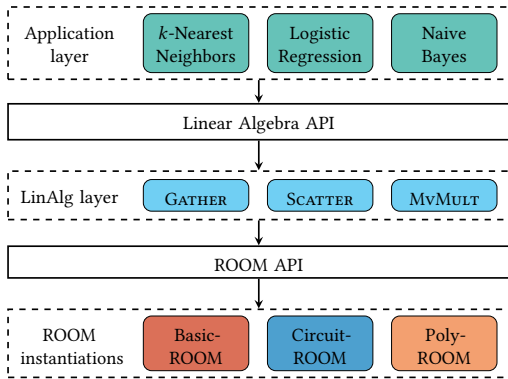 Application layer
k-Nearest Neighbors
Logistic Regression
Naive Bayes
Linear Algebra API
LinAlg layer
GATHER
SCATTER
MVMULT
ROOM API
ROOM instantiations
Basic-ROOM
Circuit-ROOM
Poly-ROOM